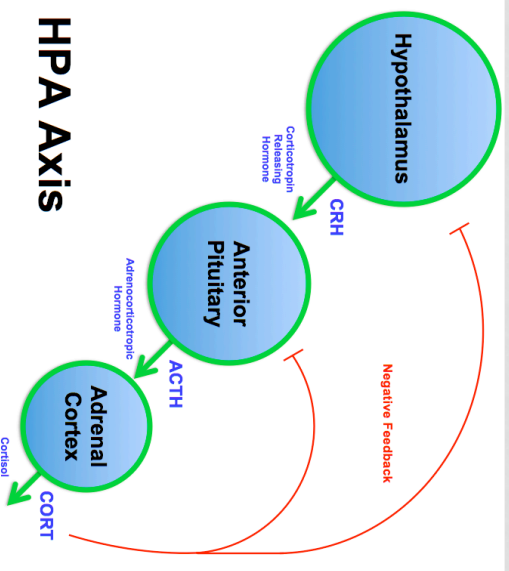 HPA Axis
Hypothalamus
CRH
Corticotropin
Releasing
Hormone
Anterior
Pituitary
ACTH
Adrenocorticotropic
Hormone
Adrenal
Cortex
CORT
Cortisol
Negative Feedback